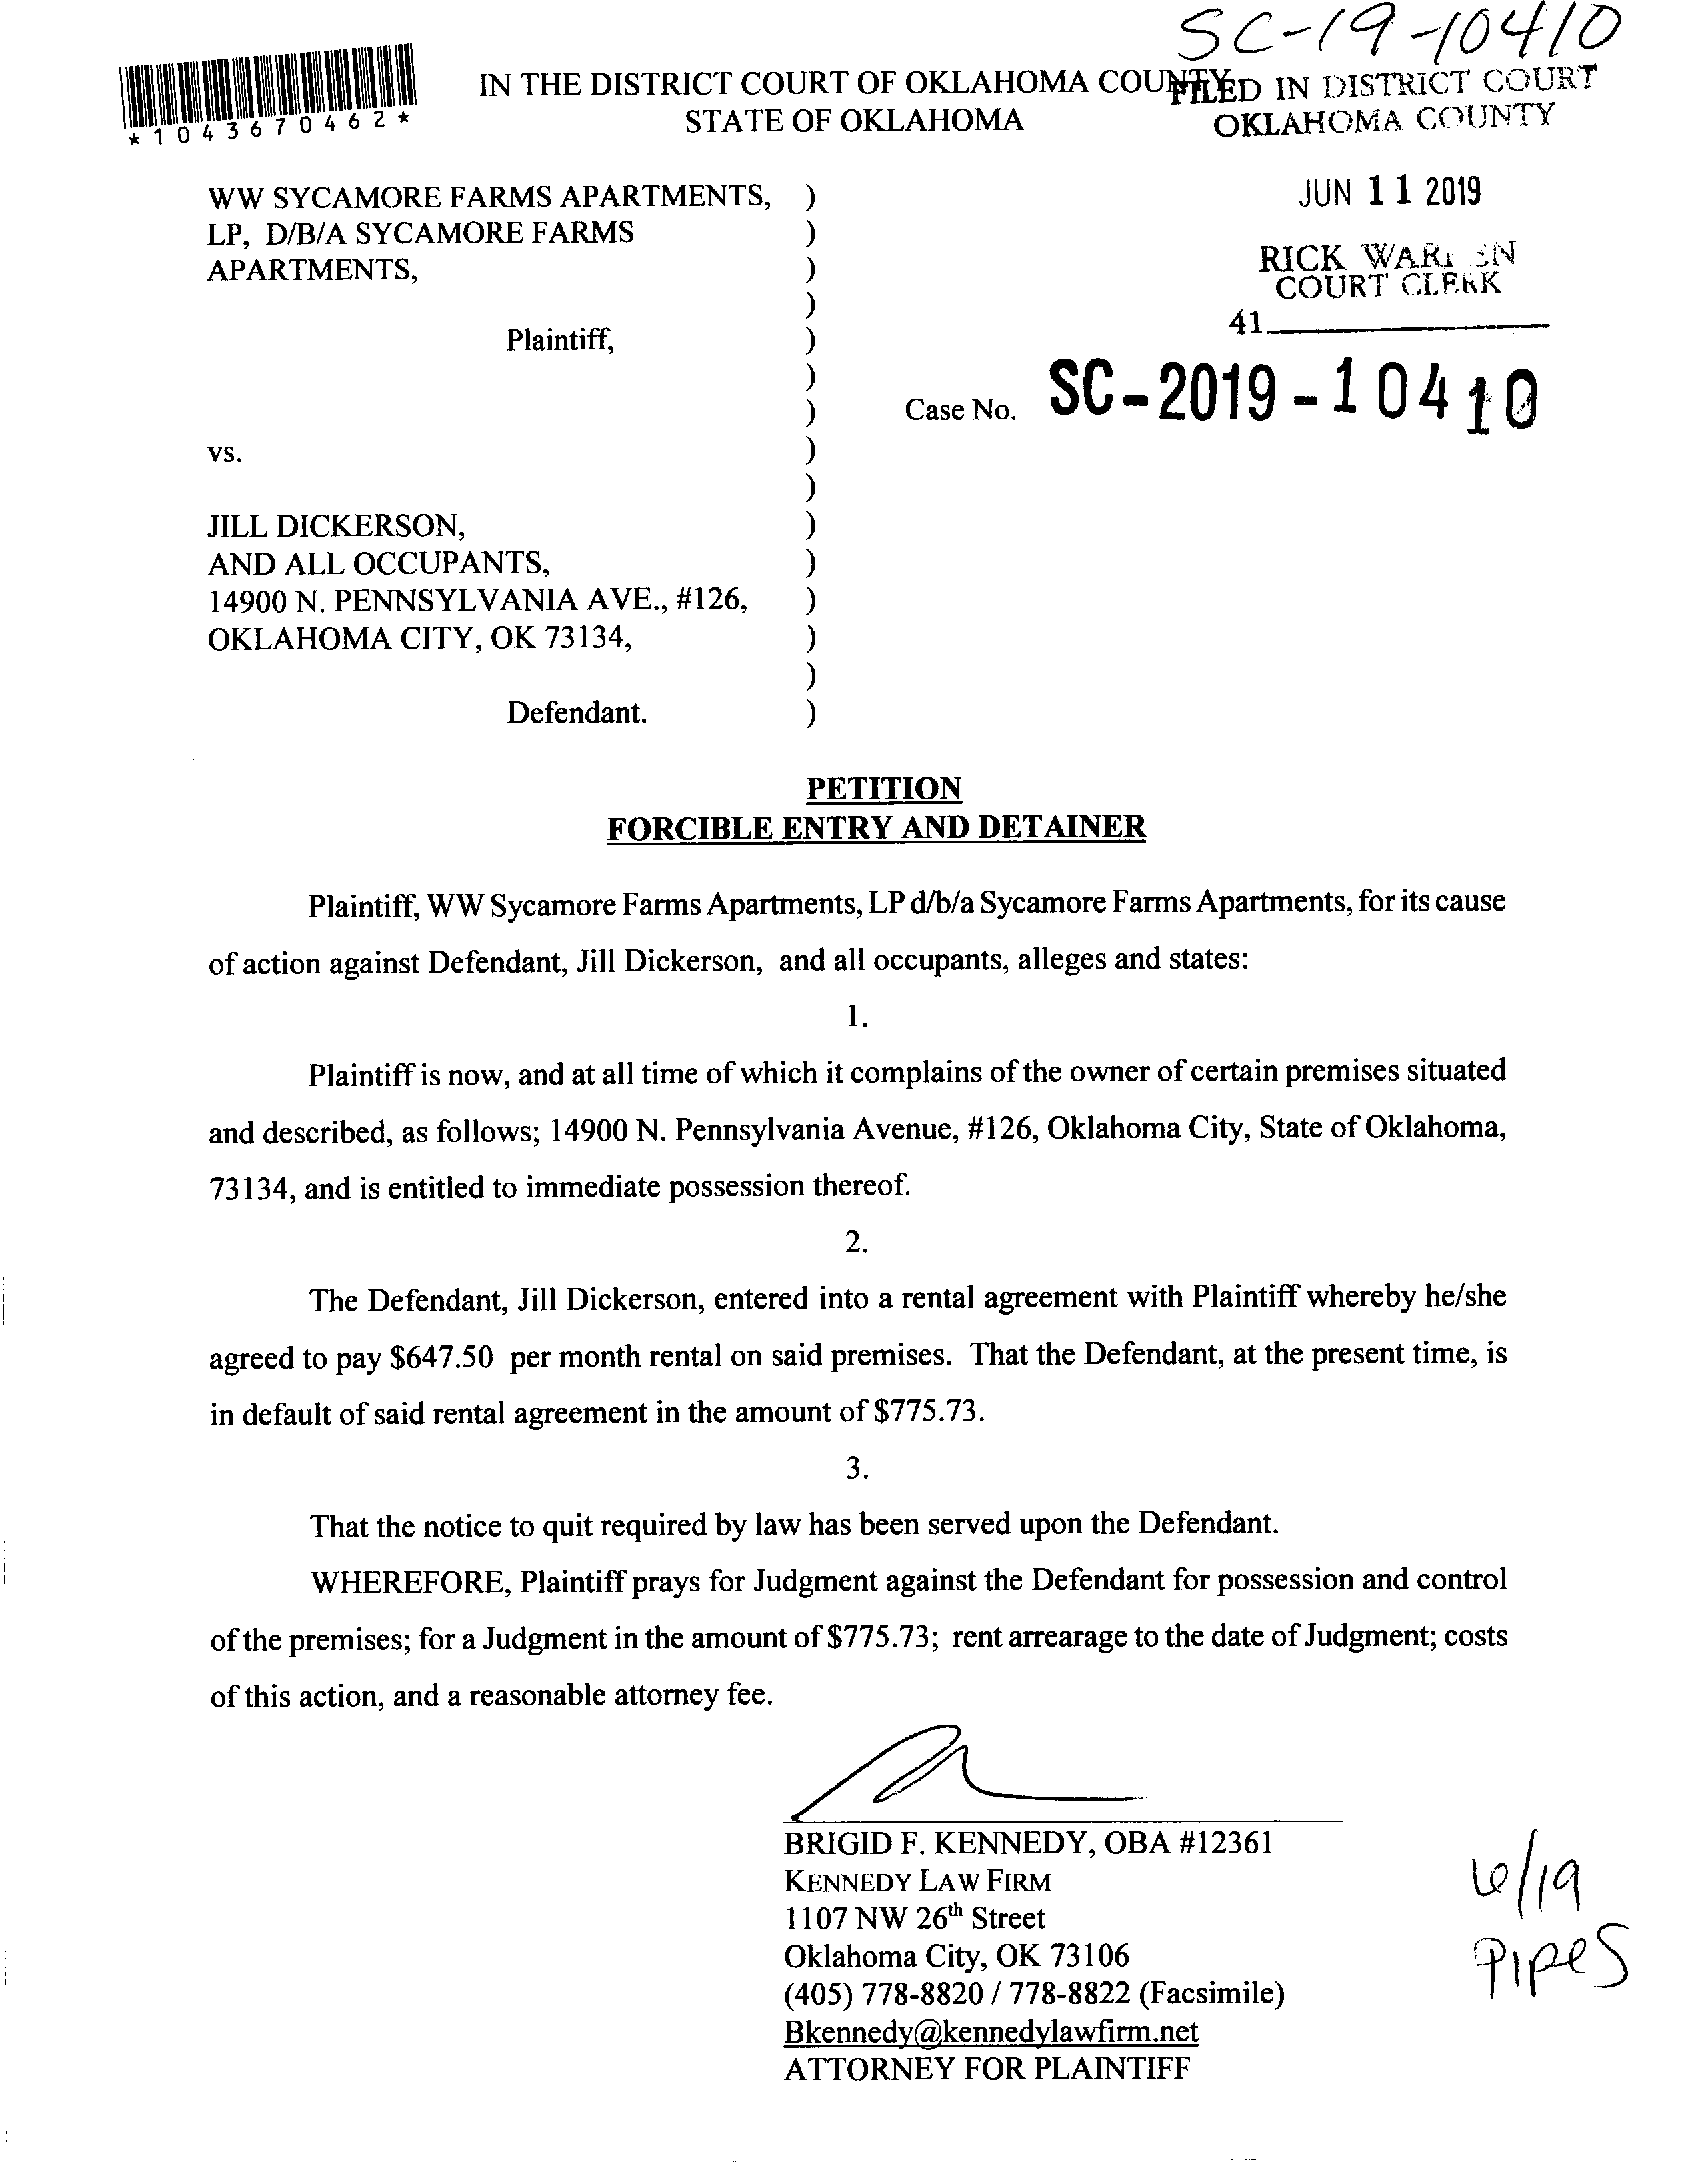 SC-19-10410
*1043670462*
IN THE DISTRICT COURT OF OKLAHOMA COUNTY
STATE OF OKLAHOMA
FILED IN DISTRICT COURT
OKLAHOMA COUNTY
JUN 11 2019
RICK WARREN
COURT CLERK
41
WW SYCAMORE FARMS APARTMENTS, )
LP, D/B/A SYCAMORE FARMS )
APARTMENTS, )
)
Plaintiff, )
)
) Case No. SC-2019-10410
vs. )
)
JILL DICKERSON, )
AND ALL OCCUPANTS, )
14900 N. PENNSYLVANIA AVE., #126, )
OKLAHOMA CITY, OK 73134, )
)
Defendant. )
PETITION
FORCIBLE ENTRY AND DETAINER
Plaintiff, WW Sycamore Farms Apartments, LP d/b/a Sycamore Farms Apartments, for its cause
of action against Defendant, Jill Dickerson, and all occupants, alleges and states:
1.
Plaintiff is now, and at all time of which it complains of the owner of certain premises situated
and described, as follows; 14900 N. Pennsylvania Avenue, #126, Oklahoma City, State of Oklahoma,
73134, and is entitled to immediate possession thereof.
2.
The Defendant, Jill Dickerson, entered into a rental agreement with Plaintiff whereby he/she
agreed to pay $647.50 per month rental on said premises. That the Defendant, at the present time, is
in default of said rental agreement in the amount of $775.73.
3.
That the notice to quit required by law has been served upon the Defendant.
WHEREFORE, Plaintiff prays for Judgment against the Defendant for possession and control
of the premises; for a Judgment in the amount of $775.73; rent arrearage to the date of Judgment; costs
of this action, and a reasonable attorney fee.
BRIGID F. KENNEDY, OBA #12361
KENNEDY LAW FIRM
1107 NW 26th Street
Oklahoma City, OK 73106
(405) 778-8820 / 778-8822 (Facsimile)
Bkennedy@kennedylawfirm.net
ATTORNEY FOR PLAINTIFF
6/19
Pipes